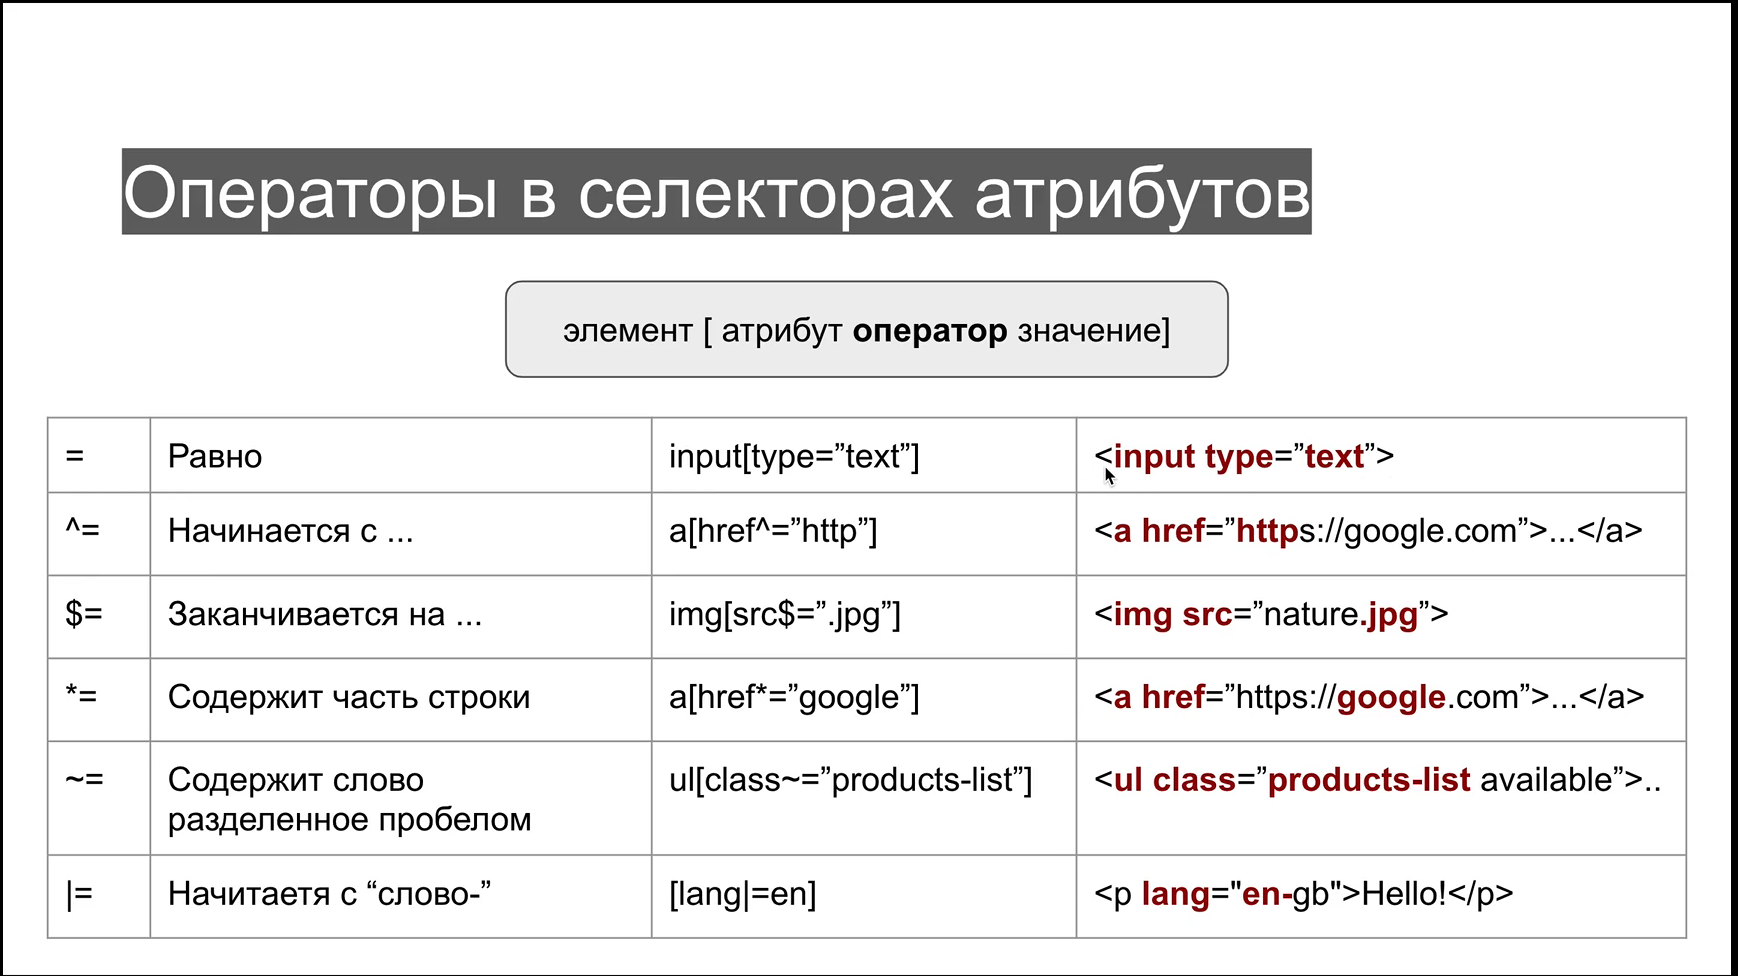 Операторы в селекторах атрибутов
элемент [ атрибут оператор значение]
= Равно input[type=”text”] <input type=”text”>
^= Начинается с ... a[href^=”http”] <a href=”https://google.com”>...</a>
$= Заканчивается на ... img[src$=”.jpg”] <img src=”nature.jpg”>
*= Содержит часть строки a[href*=”google”] <a href=”https://google.com”>...</a>
~= Содержит слово ul[class~=”products-list”] <ul class=”products-list available”>..
разделенное пробелом
|= Начитаетя с “слово-” [lang|=en] <p lang="en-gb">Hello!</p>